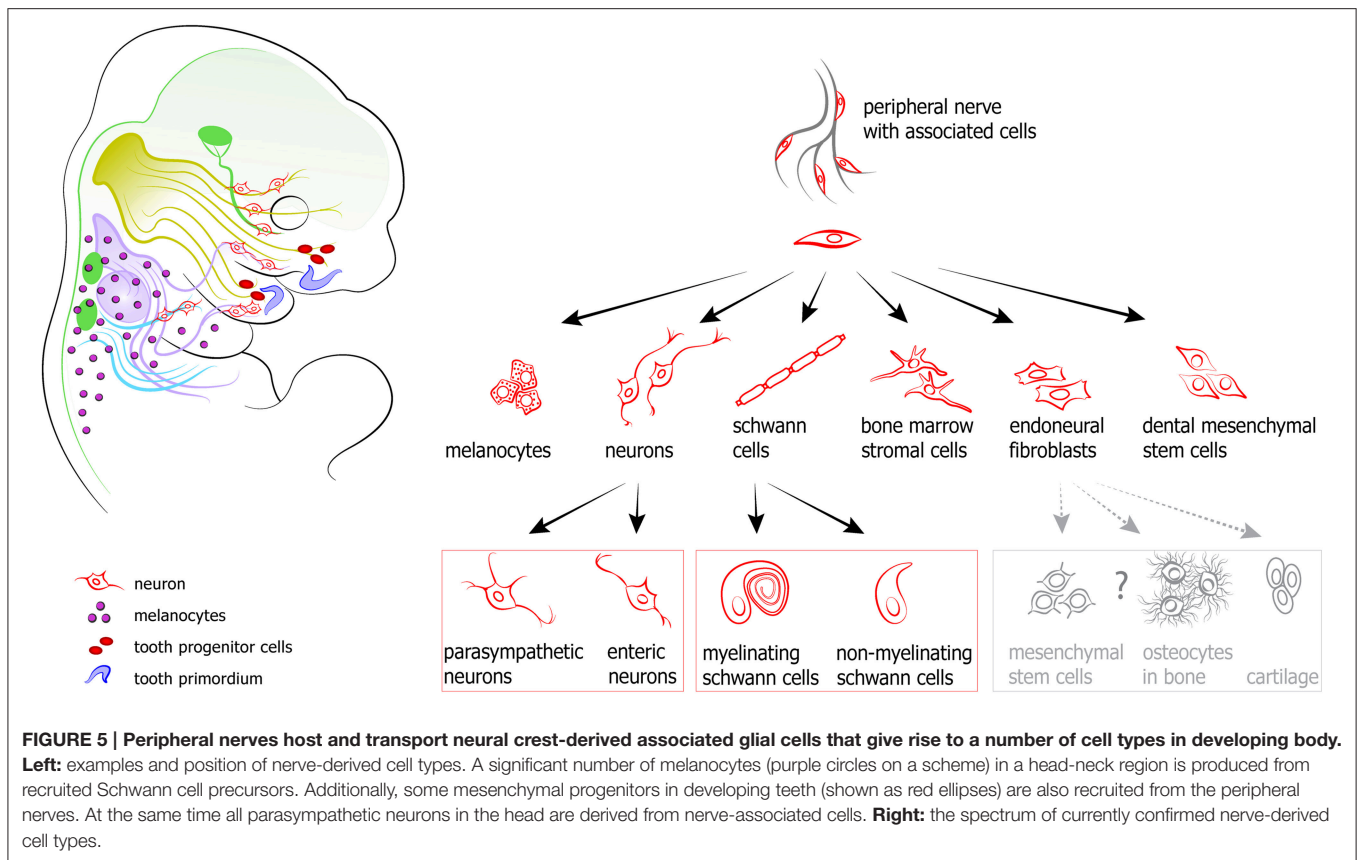 peripheral nerve
with associated cells
melanocytes
neurons
schwann
cells
bone marrow
stromal cells
endoneural
fibroblasts
dental mesenchymal
stem cells
neuron
melanocytes
tooth progenitor cells
tooth primordium
parasympathetic
neurons
enteric
neurons
myelinating
schwann cells
non-myelinating
schwann cells
?
mesenchymal
stem cells
osteocytes
in bone
cartilage
FIGURE 5 | Peripheral nerves host and transport neural crest-derived associated glial cells that give rise to a number of cell types in developing body.
Left: examples and position of nerve-derived cell types. A significant number of melanocytes (purple circles on a scheme) in a head-neck region is produced from
recruited Schwann cell precursors. Additionally, some mesenchymal progenitors in developing teeth (shown as red ellipses) are also recruited from the peripheral
nerves. At the same time all parasympathetic neurons in the head are derived from nerve-associated cells. Right: the spectrum of currently confirmed nerve-derived
cell types.